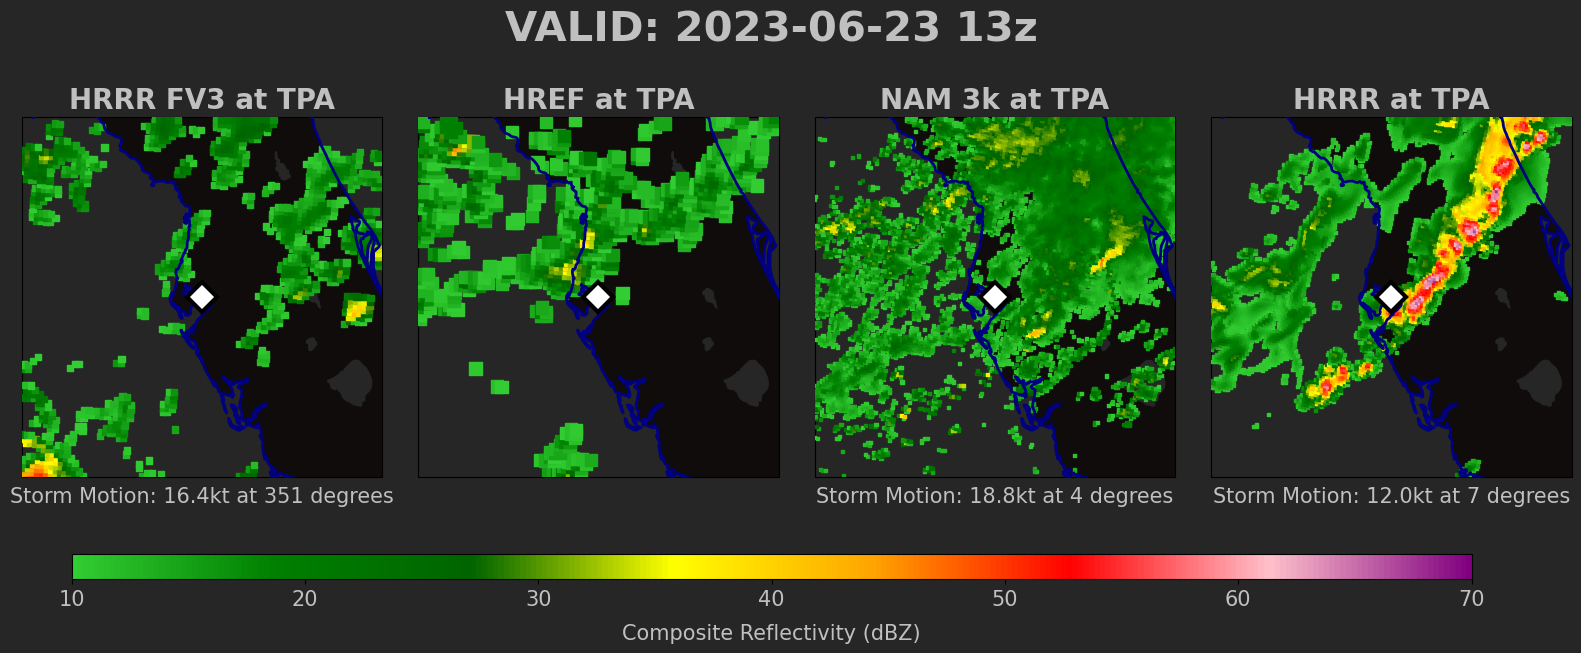 VALID: 2023-06-23 13z
HRRR FV3 at TPA
HREF at TPA
NAM 3k at TPA
HRRR at TPA
Storm Motion: 16.4kt at 351 degrees
Storm Motion: 18.8kt at 4 degrees
Storm Motion: 12.0kt at 7 degrees
10 20 30 40 50 60 70
Composite Reflectivity (dBZ)